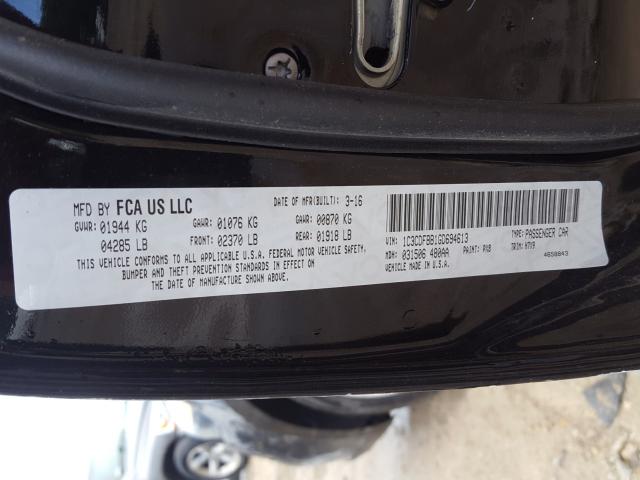 MFD BY FCA US LLC DATE OF MFR(BUILT): 3-16
GVWR: 01944 KG GAWR: 01076 KG GAWR: 00870 KG
04285 LB FRONT: 02370 LB REAR: 01918 LB
THIS VEHICLE CONFORMS TO ALL APPLICABLE U.S.A. FEDERAL MOTOR VEHICLE SAFETY,
BUMPER AND THEFT PREVENTION STANDARDS IN EFFECT ON
THE DATE OF MANUFACTURE SHOWN ABOVE.
VIN: 1C3CDFBB1GD694613 TYPE: PASSENGER CAR
MDH: 031506 480AA PAINT: PX8 TRIM: H7X9
VEHICLE MADE IN U.S.A. 4658843